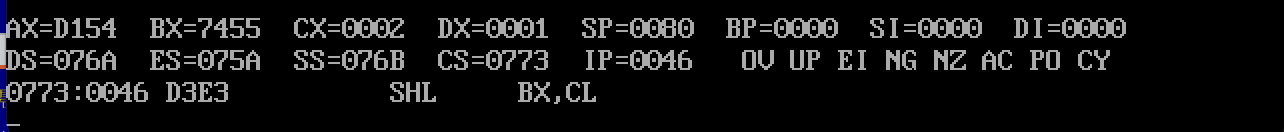 AX=D154  BX=7455  CX=0002  DX=0001  SP=0080  BP=0000  SI=0000  DI=0000
DS=076A  ES=075A  SS=076B  CS=0773  IP=0046   OV UP EI NG NZ AC PO CY
0773:0046 D3E3          SHL     BX,CL
_